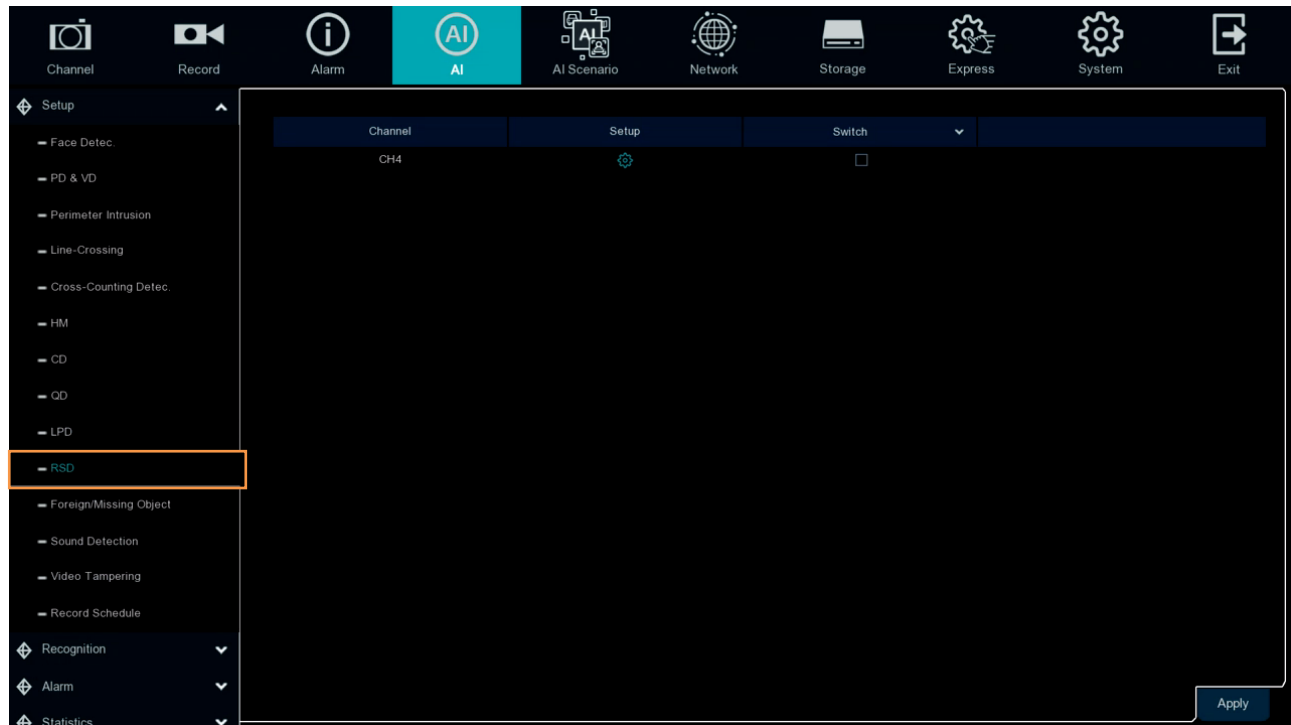 Channel Record Alarm AI AI Scenario Network Storage Express System Exit
Setup
Face Detec.
PD & VD
Perimeter Intrusion
Line-Crossing
Cross-Counting Detec.
HM
CD
QD
LPD
RSD
Foreign/Missing Object
Sound Detection
Video Tampering
Record Schedule
Recognition
Alarm
Statistics
Channel Setup Switch
CH4
Apply